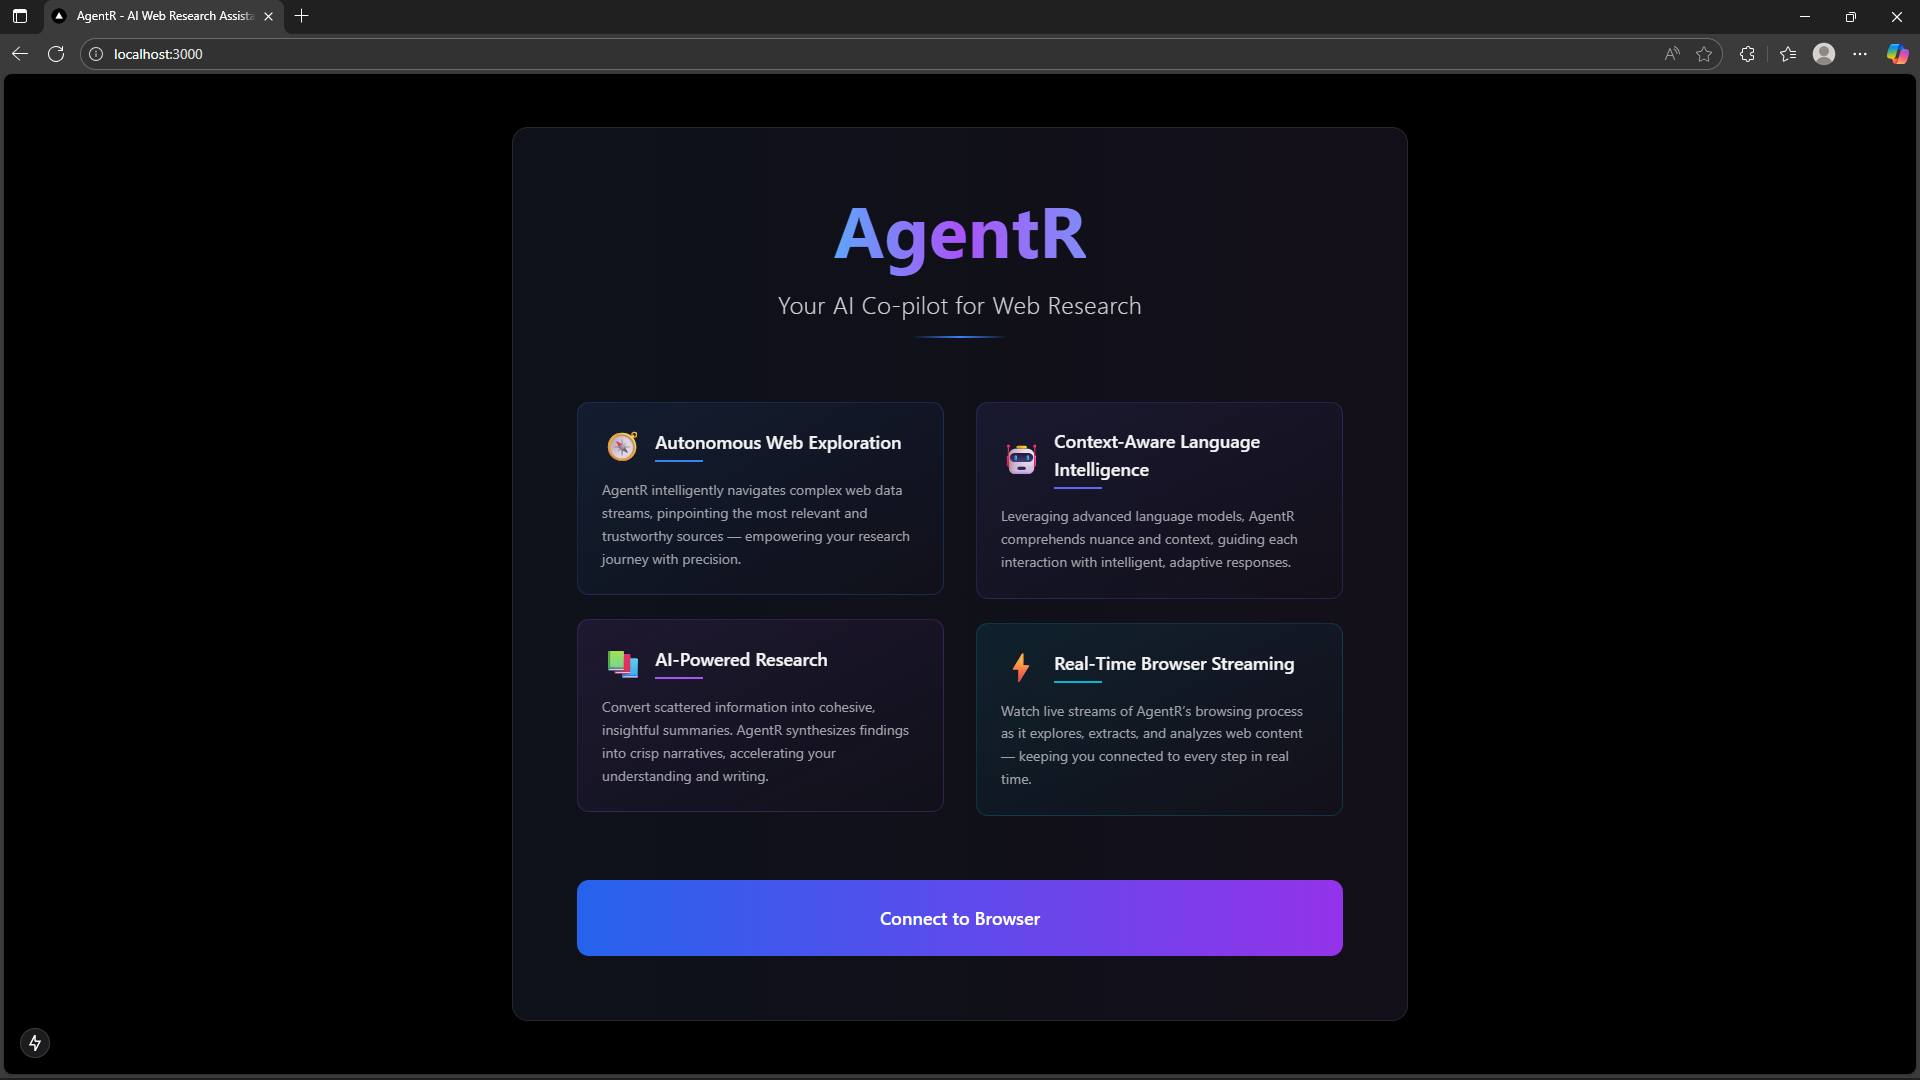 AgentR - AI Web Research Assista
localhost:3000
AgentR
Your AI Co-pilot for Web Research
Autonomous Web Exploration
AgentR intelligently navigates complex web data
streams, pinpointing the most relevant and
trustworthy sources — empowering your research
journey with precision.
Context-Aware Language
Intelligence
Leveraging advanced language models, AgentR
comprehends nuance and context, guiding each
interaction with intelligent, adaptive responses.
AI-Powered Research
Convert scattered information into cohesive,
insightful summaries. AgentR synthesizes findings
into crisp narratives, accelerating your
understanding and writing.
Real-Time Browser Streaming
Watch live streams of AgentR’s browsing process
as it explores, extracts, and analyzes web content
— keeping you connected to every step in real
time.
Connect to Browser